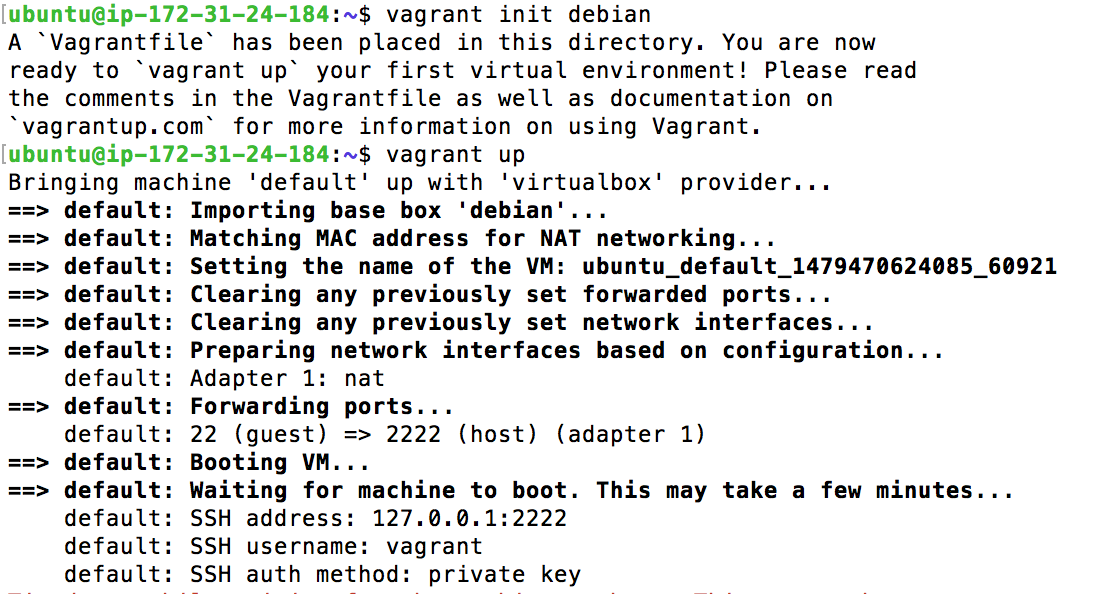 [ubuntu@ip-172-31-24-184:~$ vagrant init debian
A `Vagrantfile` has been placed in this directory. You are now
ready to `vagrant up` your first virtual environment! Please read
the comments in the Vagrantfile as well as documentation on
`vagrantup.com` for more information on using Vagrant.
[ubuntu@ip-172-31-24-184:~$ vagrant up
Bringing machine 'default' up with 'virtualbox' provider...
==> default: Importing base box 'debian'...
==> default: Matching MAC address for NAT networking...
==> default: Setting the name of the VM: ubuntu_default_1479470624085_60921
==> default: Clearing any previously set forwarded ports...
==> default: Clearing any previously set network interfaces...
==> default: Preparing network interfaces based on configuration...
    default: Adapter 1: nat
==> default: Forwarding ports...
    default: 22 (guest) => 2222 (host) (adapter 1)
==> default: Booting VM...
==> default: Waiting for machine to boot. This may take a few minutes...
    default: SSH address: 127.0.0.1:2222
    default: SSH username: vagrant
    default: SSH auth method: private key